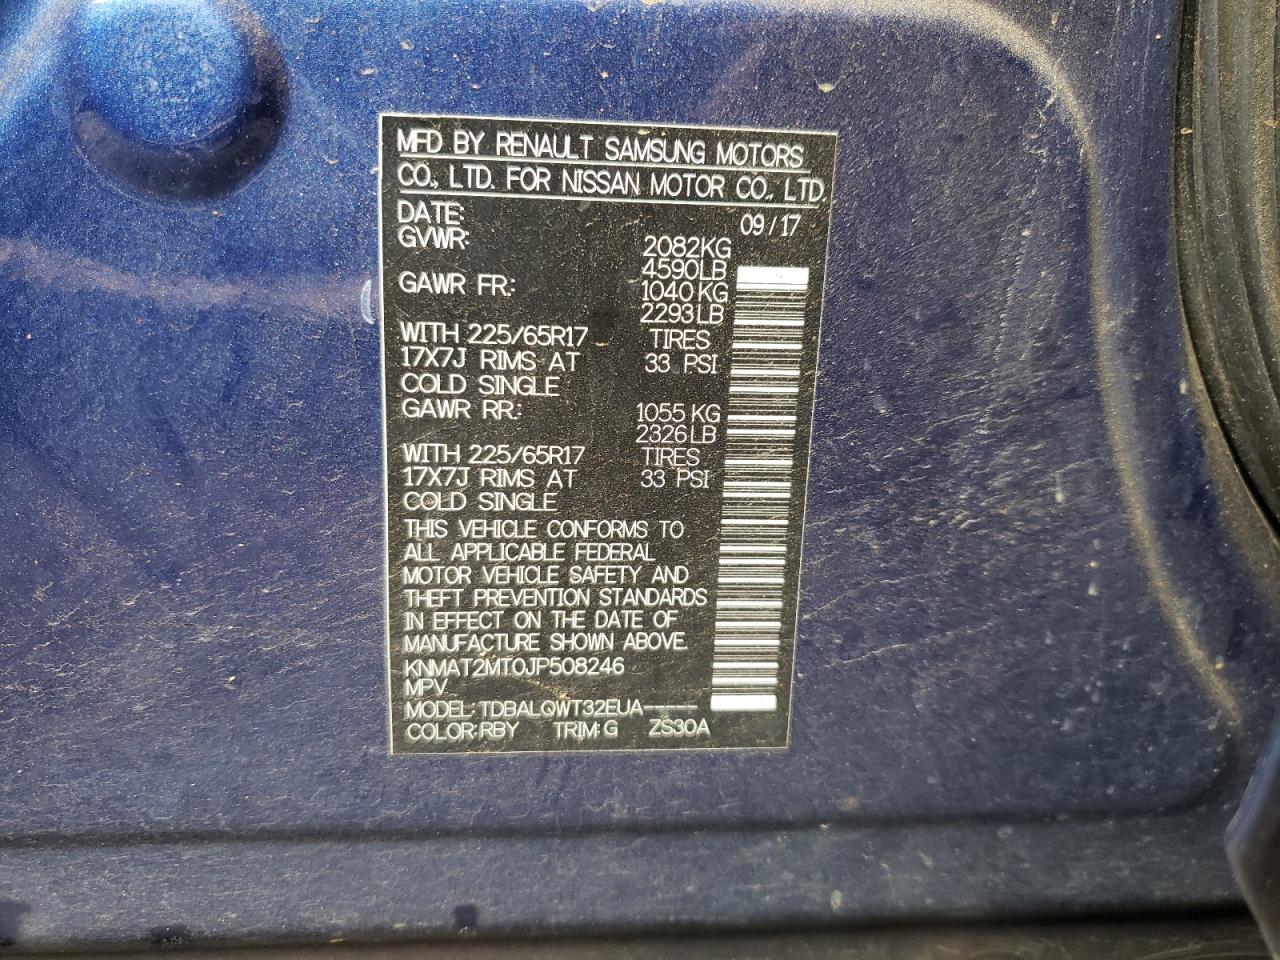 MFD BY RENAULT SAMSUNG MOTORS
CO., LTD. FOR NISSAN MOTOR CO., LTD.
DATE: 09/17
GVWR: 2082KG
4590LB
GAWR FR: 1040KG
2293LB
WITH 225/65R17 TIRES
17X7J RIMS AT 33 PSI
COLD SINGLE
GAWR RR: 1055KG
2326LB
WITH 225/65R17 TIRES
17X7J RIMS AT 33 PSI
COLD SINGLE
THIS VEHICLE CONFORMS TO
ALL APPLICABLE FEDERAL
MOTOR VEHICLE SAFETY AND
THEFT PREVENTION STANDARDS
IN EFFECT ON THE DATE OF
MANUFACTURE SHOWN ABOVE.
KNMAT2MT0JP508246
MPV
MODEL: TDBALQWT32EUA-----
COLOR: RBY TRIM: G ZS30A